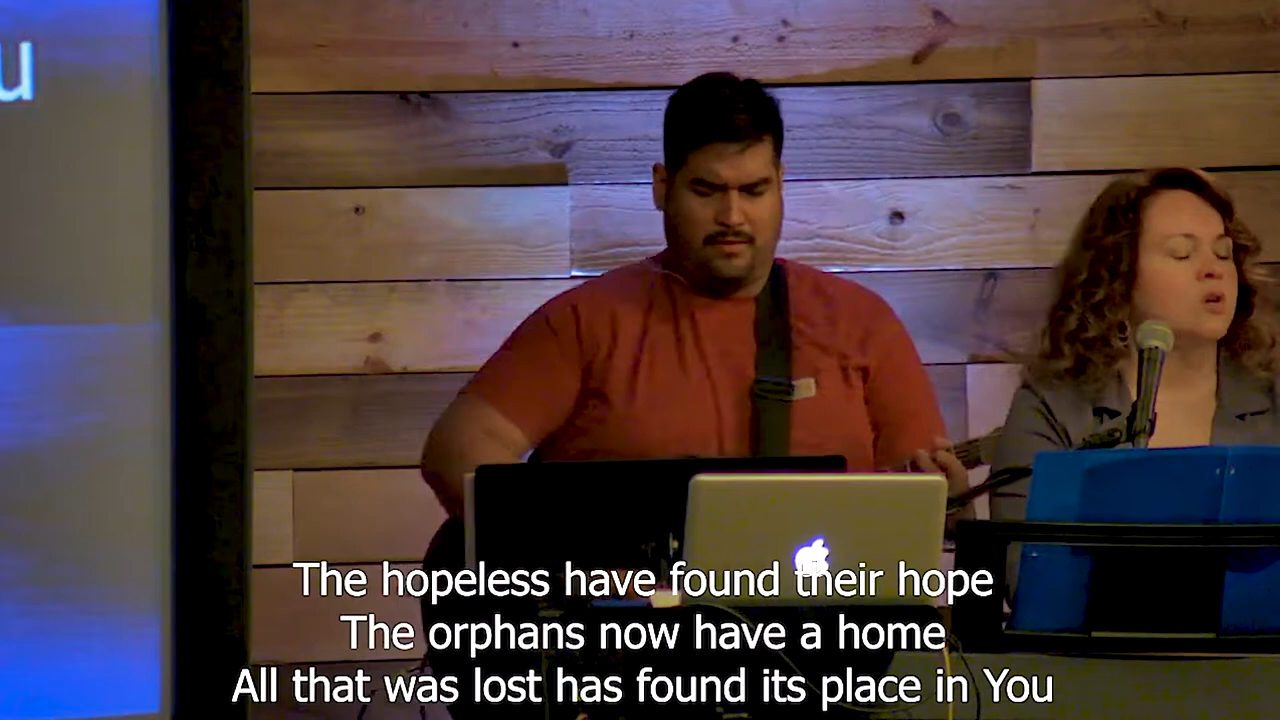 u
The hopeless have found their hope
The orphans now have a home
All that was lost has found its place in You